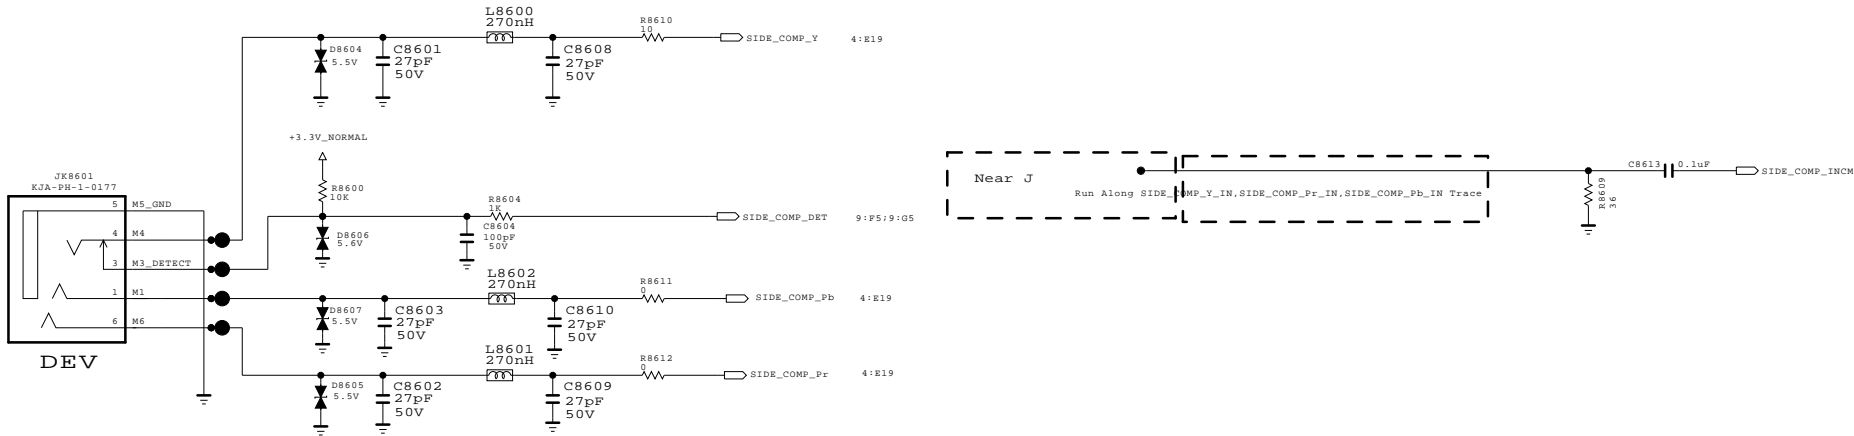 L8600
270nH
R8610
10
SIDE_COMP_Y
4:E19
D8604
5.5V
C8601
27pF
50V
C8608
27pF
50V
+3.3V_NORMAL
R8600
10K
JK8601
KJA-PH-1-0177
5 M5_GND
4 M4
3 M3_DETECT
1 M1
6 M6
DEV
D8606
5.6V
R8604
1K
C8604
100pF
50V
SIDE_COMP_DET
9:F5;9:G5
L8602
270nH
R8611
0
SIDE_COMP_Pb
4:E19
D8607
5.5V
C8603
27pF
50V
C8610
27pF
50V
L8601
270nH
R8612
0
SIDE_COMP_Pr
4:E19
D8605
5.5V
C8602
27pF
50V
C8609
27pF
50V
Near J
Run Along SIDE_COMP_Y_IN,SIDE_COMP_Pr_IN,SIDE_COMP_Pb_IN Trace
C8613
0.1uF
SIDE_COMP_INCM
R8609
36